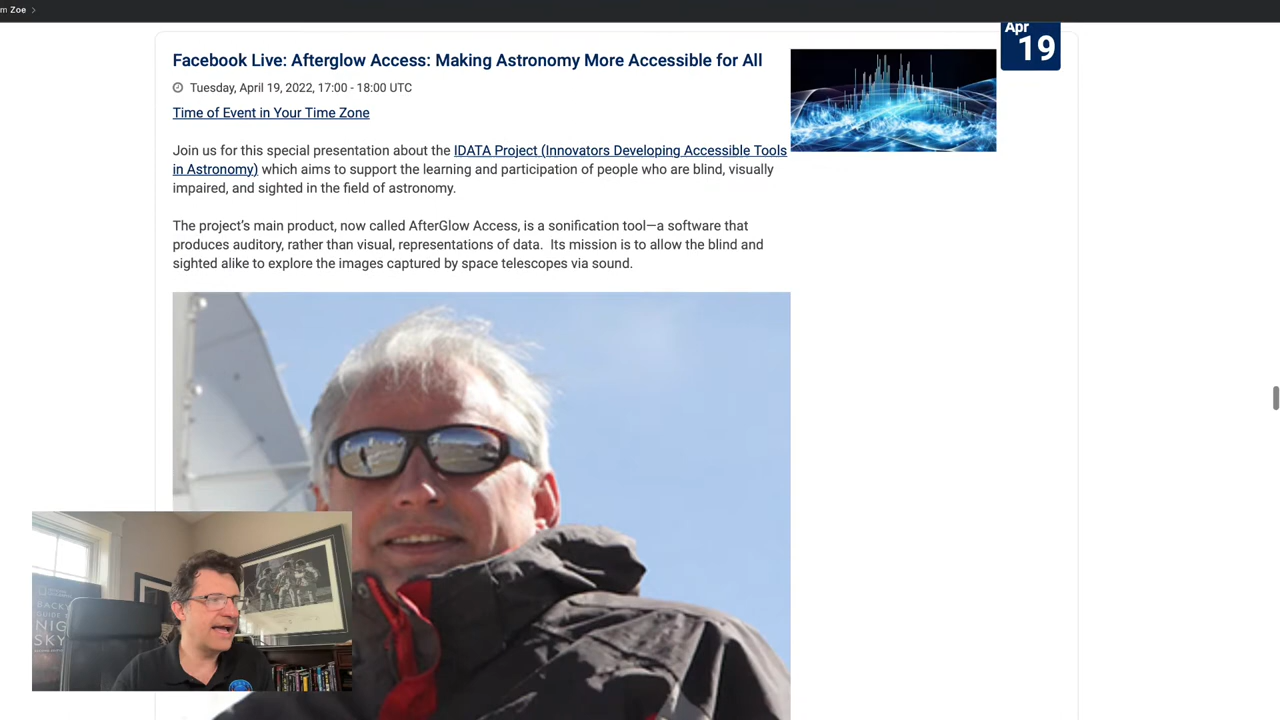 m Zoe
Apr
19
Facebook Live: Afterglow Access: Making Astronomy More Accessible for All
Tuesday, April 19, 2022, 17:00 - 18:00 UTC
Time of Event in Your Time Zone
Join us for this special presentation about the IDATA Project (Innovators Developing Accessible Tools
in Astronomy) which aims to support the learning and participation of people who are blind, visually
impaired, and sighted in the field of astronomy.
The project's main product, now called AfterGlow Access, is a sonification tool—a software that
produces auditory, rather than visual, representations of data.  Its mission is to allow the blind and
sighted alike to explore the images captured by space telescopes via sound.
BACKY
GUIDE T
NIG
SKY